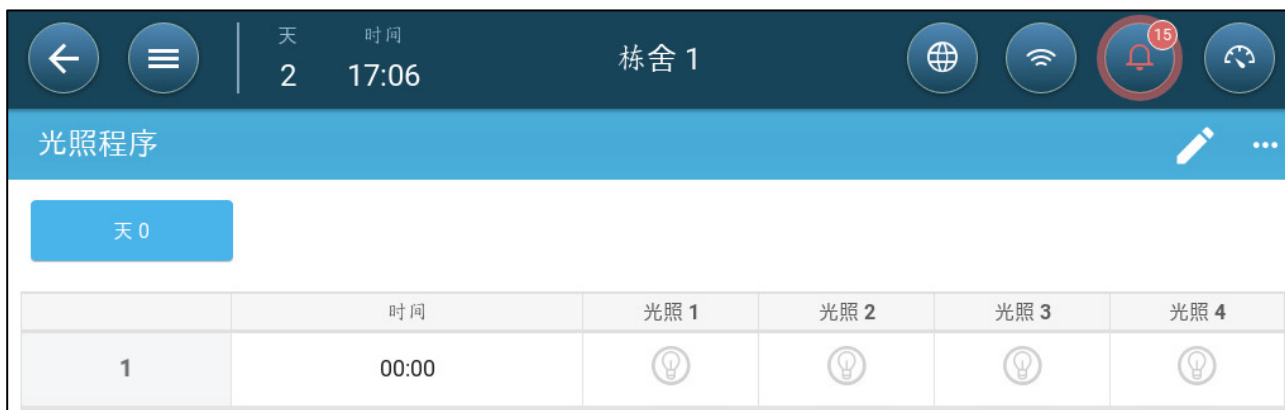 天 时间 栋舍 1 15
2 17:06
光照程序
天 0
时间 光照 1 光照 2 光照 3 光照 4
1 00:00